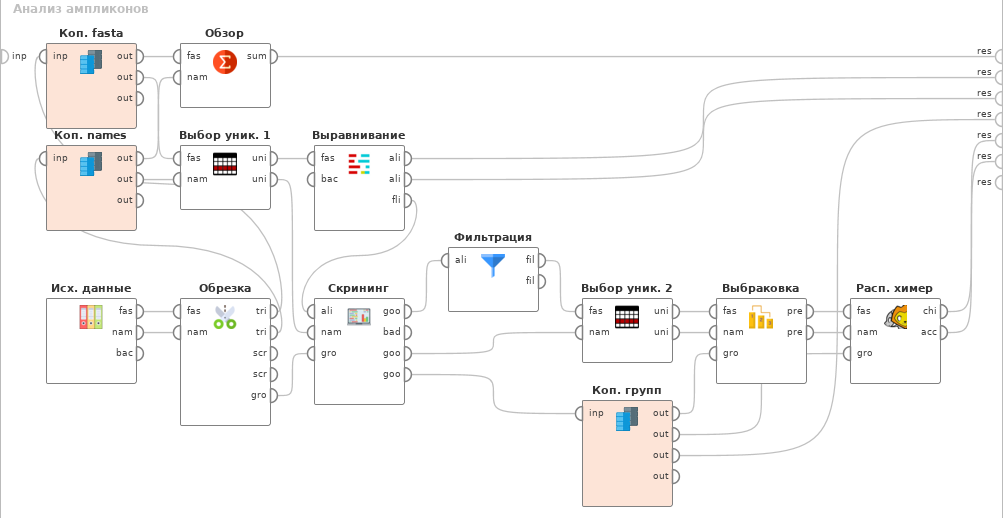 Анализ ампликонов
Коп. fasta
Обзор
inp
inp
out
out
out
fas
nam
sum
res
res
res
res
res
res
res
Коп. names
Выбор уник. 1
Выравнивание
inp
out
out
out
fas
nam
uni
uni
fas
bac
ali
ali
fli
Фильтрация
ali
fil
fil
Исх. данные
Обрезка
Скрининг
Выбор уник. 2
Выбраковка
Расп. химер
fas
nam
bac
fas
nam
tri
tri
scr
scr
gro
ali
nam
gro
goo
bad
goo
goo
fas
nam
uni
uni
fas
nam
gro
pre
pre
fas
nam
gro
chi
acc
Коп. групп
inp
out
out
out
out